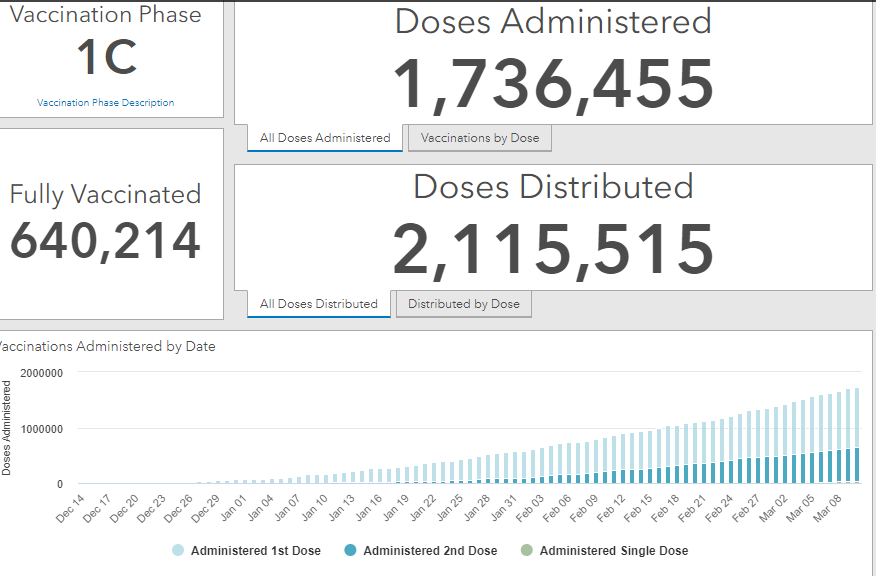 Vaccination Phase
1C
Vaccination Phase Description
Doses Administered
1,736,455
All Doses Administered
Vaccinations by Dose
Fully Vaccinated
640,214
Doses Distributed
2,115,515
All Doses Distributed
Distributed by Dose
Vaccinations Administered by Date
Doses Administered
2000000
1000000
0
Dec 14
Dec 17
Dec 20
Dec 23
Dec 26
Dec 29
Jan 01
Jan 04
Jan 07
Jan 10
Jan 13
Jan 16
Jan 19
Jan 22
Jan 25
Jan 28
Jan 31
Feb 03
Feb 06
Feb 09
Feb 12
Feb 15
Feb 18
Feb 21
Feb 24
Feb 27
Mar 02
Mar 05
Mar 08
Administered 1st Dose
Administered 2nd Dose
Administered Single Dose